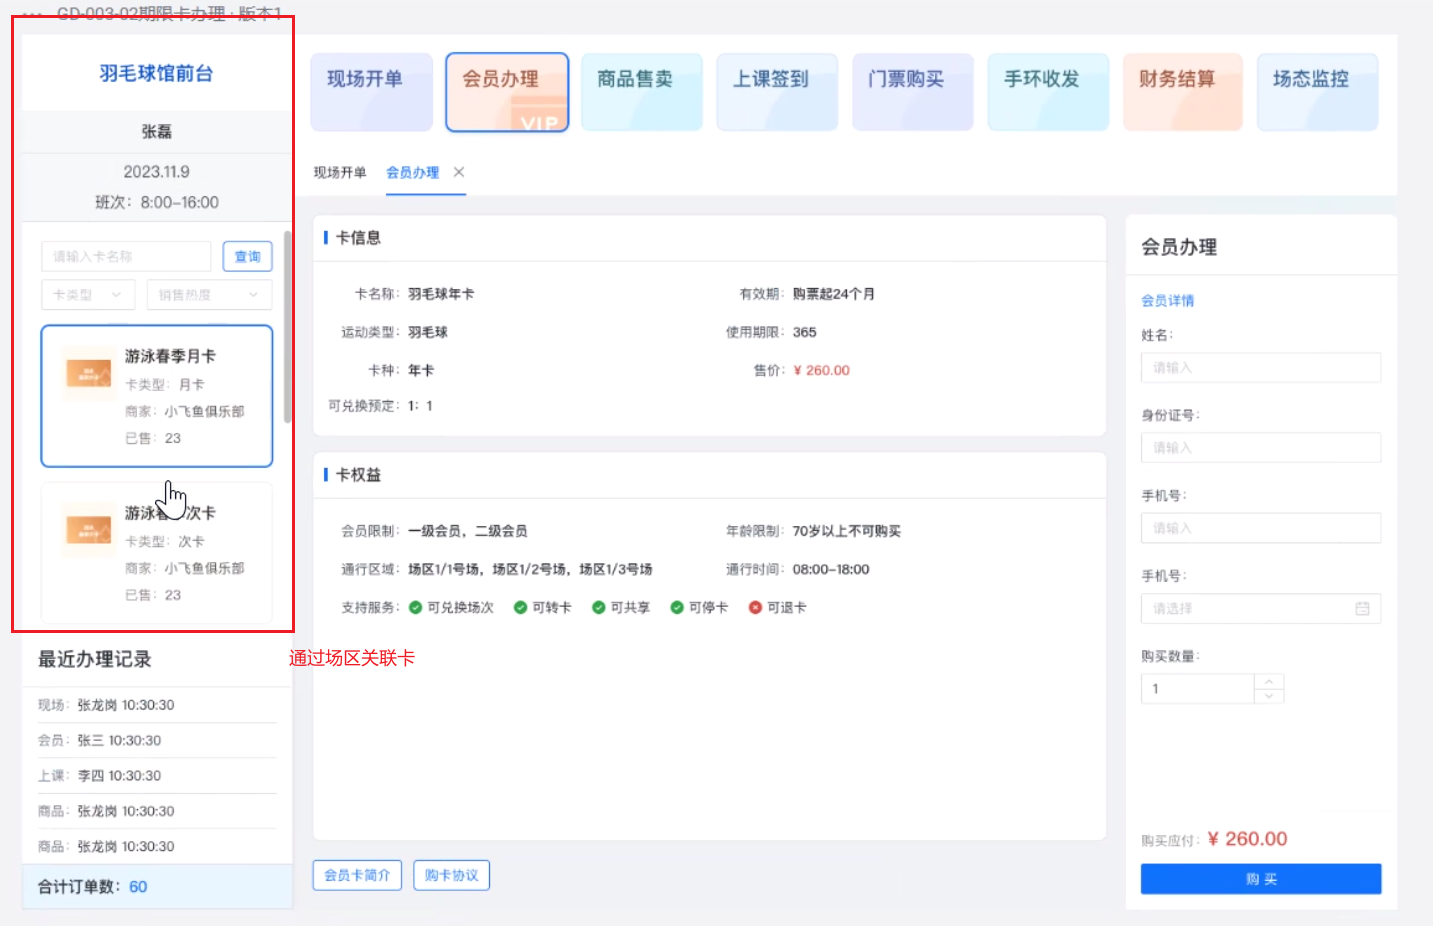 GD-003-02期限卡办理 · 版本1
羽毛球馆前台
张磊
2023.11.9
班次：8:00-16:00
请输入卡名称
查询
卡类型
销售热度
游泳春季月卡
卡类型：月卡
商家：小飞鱼俱乐部
已售：23
游泳春 次卡
卡类型：次卡
商家：小飞鱼俱乐部
已售：23
最近办理记录
现场：张龙岗 10:30:30
会员：张三 10:30:30
上课：李四 10:30:30
商品：张龙岗 10:30:30
商品：张龙岗 10:30:30
合计订单数：60
现场开单
会员办理
VIP
商品售卖
上课签到
门票购买
手环收发
财务结算
场态监控
现场开单
会员办理
卡信息
卡名称：羽毛球年卡
有效期：购票起24个月
运动类型：羽毛球
使用期限：365
卡种：年卡
售价：¥ 260.00
可兑换预定：1：1
卡权益
会员限制：一级会员，二级会员
年龄限制：70岁以上不可购买
通行区域：场区1/1号场，场区1/2号场，场区1/3号场
通行时间：08:00-18:00
支持服务：可兑换场次 可转卡 可共享 可停卡 可退卡
通过场区关联卡
会员卡简介
购卡协议
会员办理
会员详情
姓名：
请输入
身份证号：
请输入
手机号：
请输入
手机号：
请选择
购买数量：
1
购买应付：¥ 260.00
购 买